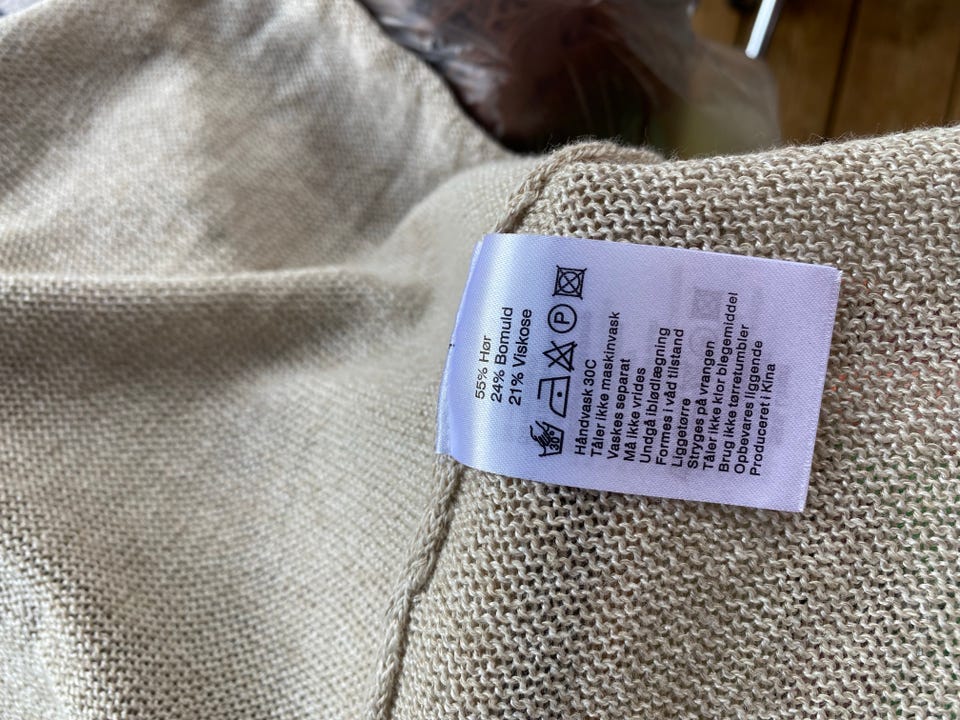 55% Hør
24% Bomuld
21% Viskose
30 P
Håndvask 30C
Tåler ikke maskinvask
Vaskes separat
Må ikke vrides
Undgå iblødlægning
Formes i våd tilstand
Liggetørre
Stryges på vrangen
Tåler ikke klor blegemiddel
Brug ikke tørretumbler
Opbevares liggende
Produceret i Kina